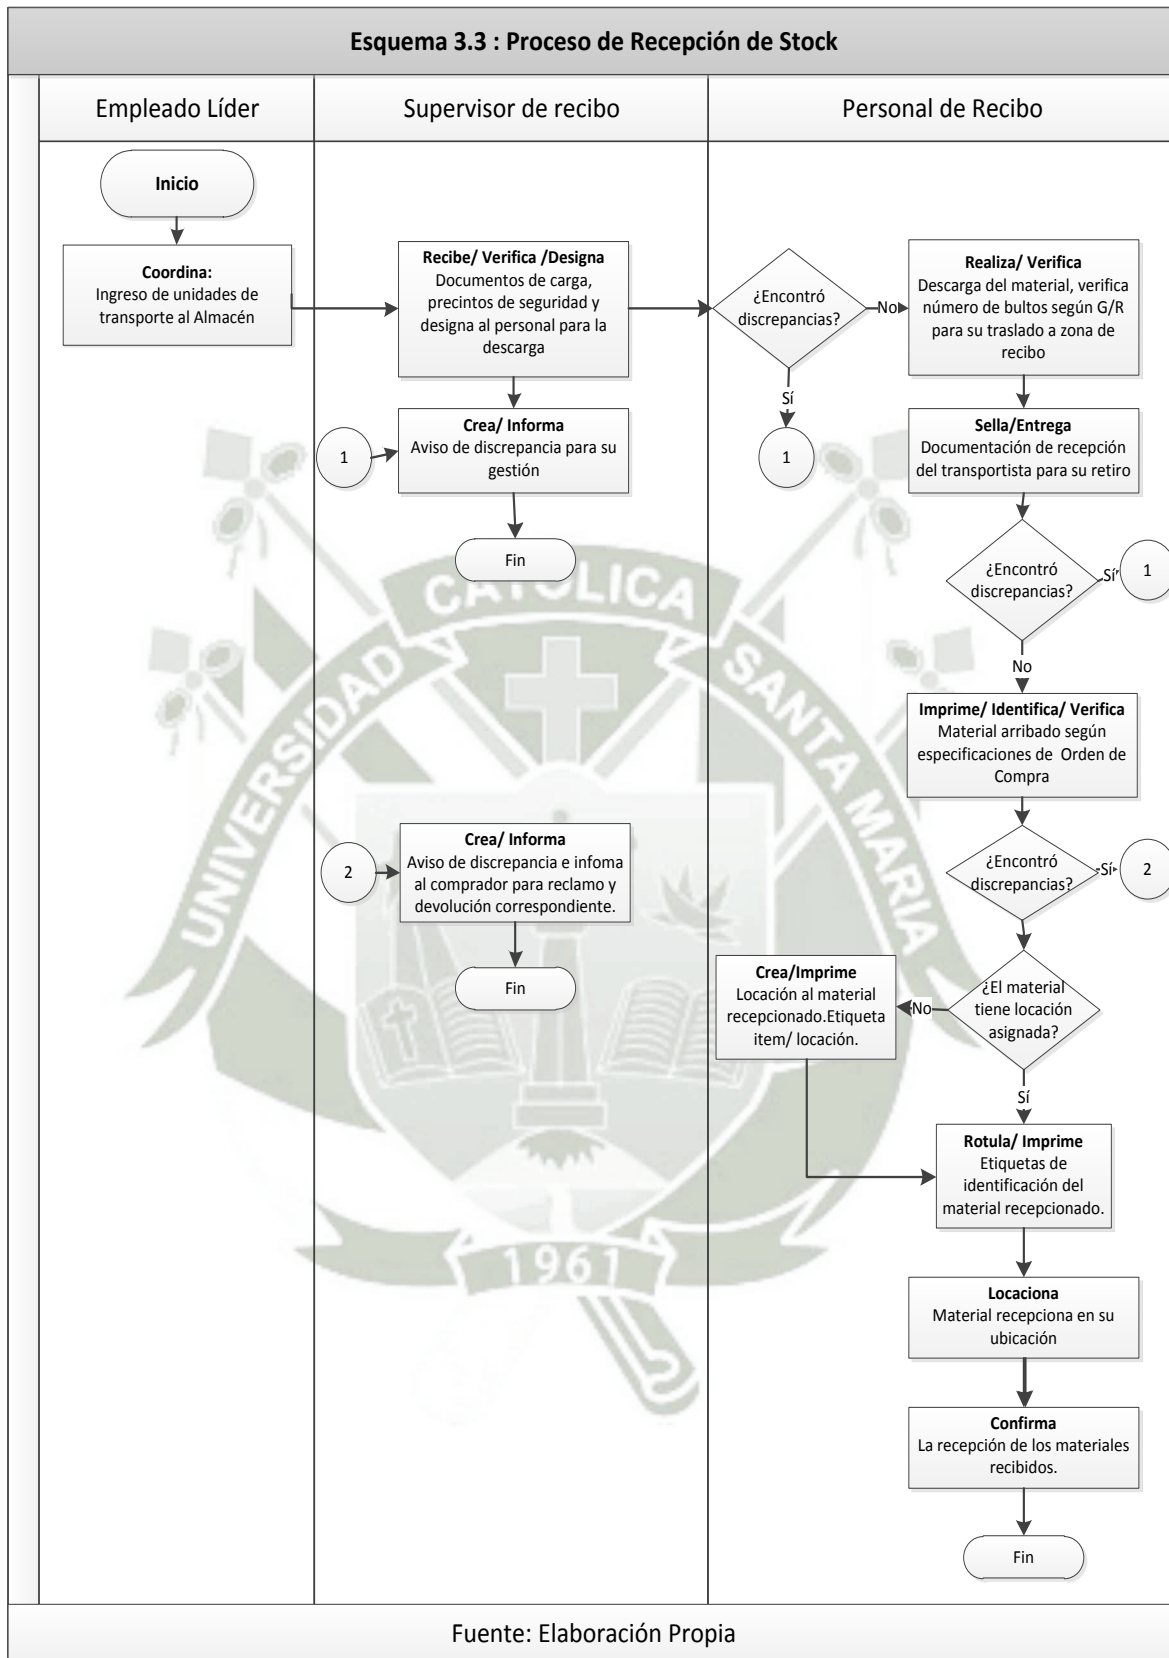 Esquema 3.3 : Proceso de Recepción de Stock
Empleado Líder
Supervisor de recibo
Personal de Recibo
Inicio
Coordina:
Ingreso de unidades de
transporte al Almacén
Recibe/ Verifica /Designa
Documentos de carga,
precintos de seguridad y
designa al personal para la
descarga
¿Encontró
discrepancias?
No
Sí
1
Realiza/ Verifica
Descarga del material, verifica
número de bultos según G/R
para su traslado a zona de
recibo
1
Crea/ Informa
Aviso de discrepancia para su
gestión
Fin
Sella/Entrega
Documentación de recepción
del transportista para su retiro
¿Encontró
discrepancias?
Sí
1
No
Imprime/ Identifica/ Verifica
Material arribado según
especificaciones de  Orden de
Compra
2
Crea/ Informa
Aviso de discrepancia e infoma
al comprador para reclamo y
devolución correspondiente.
Fin
¿Encontró
discrepancias?
Sí
2
¿El material
tiene locación
asignada?
No
Crea/Imprime
Locación al material
recepcionado.Etiqueta
item/ locación.
Sí
Rotula/ Imprime
Etiquetas de
identificación del
material recepcionado.
Locaciona
Material recepciona en su
ubicación
Confirma
La recepción de los materiales
recibidos.
Fin
UNIVERSIDAD CATOLICA SANTA MARIA
1961
Fuente: Elaboración Propia